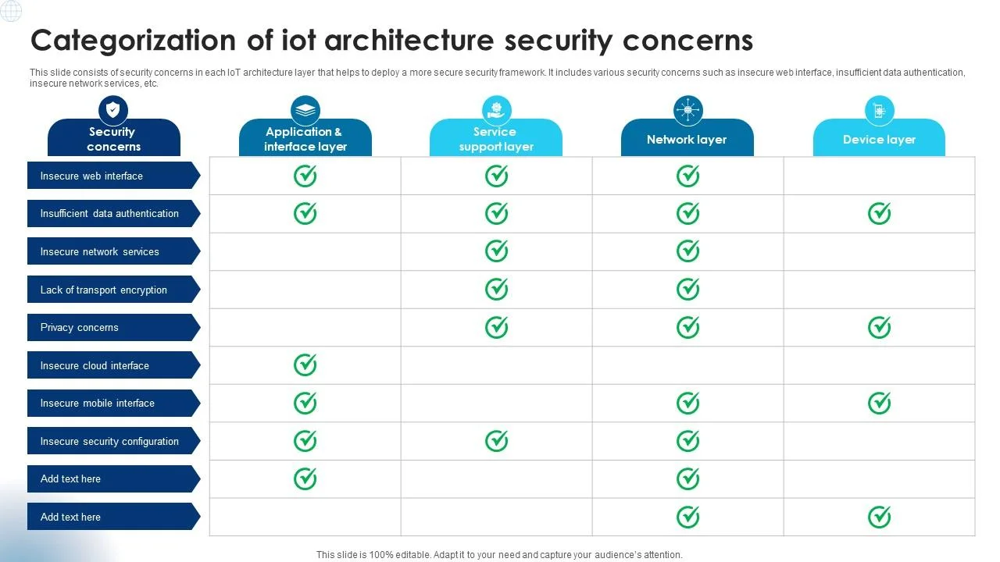 Categorization of iot architecture security concerns
This slide consists of security concerns in each IoT architecture layer that helps to deploy a more secure security framework. It includes various security concerns such as insecure web interface, insufficient data authentication,
insecure network services, etc.
Security
concerns
Application &
interface layer
Service
support layer
Network layer
Device layer
Insecure web interface
Insufficient data authentication
Insecure network services
Lack of transport encryption
Privacy concerns
Insecure cloud interface
Insecure mobile interface
Insecure security configuration
Add text here
Add text here
This slide is 100% editable. Adapt it to your need and capture your audience's attention.